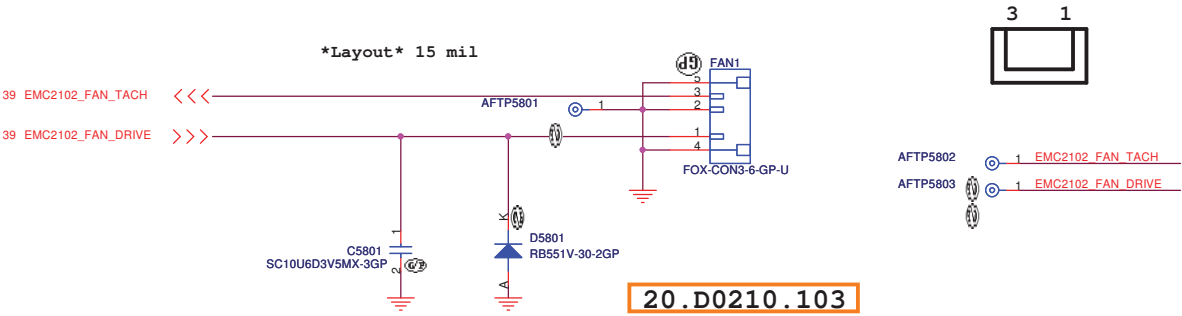 3 1
*Layout* 15 mil
GP
FAN1
5
39 EMC2102_FAN_TACH
3
AFTP5801
1
2
39 EMC2102_FAN_DRIVE
1
4
FOX-CON3-6-GP-U
AFTP5802
1
EMC2102_FAN_TACH
AFTP5803
1
EMC2102_FAN_DRIVE
K
1
C5801
SC10U6D3V5MX-3GP
2
D5801
RB551V-30-2GP
A
20.D0210.103